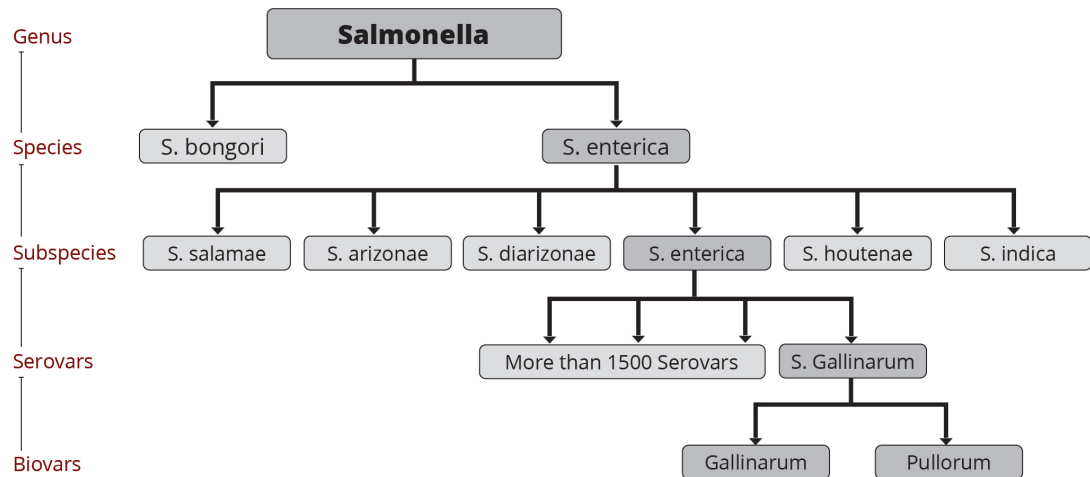 Genus
Salmonella
Species
S. bongori
S. enterica
Subspecies
S. salamae
S. arizonae
S. diarizonae
S. enterica
S. houtenae
S. indica
Serovars
More than 1500 Serovars
S. Gallinarum
Biovars
Gallinarum
Pullorum